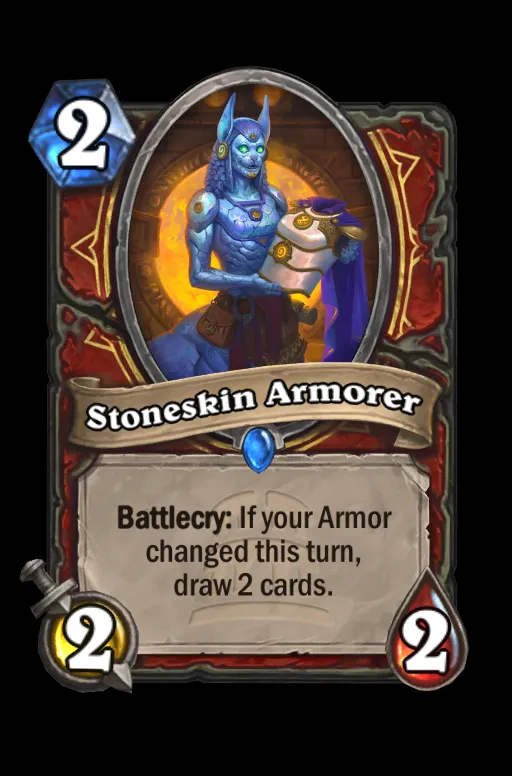 2
Stoneskin Armorer
Battlecry: If your Armor
changed this turn,
draw 2 cards.
2
2